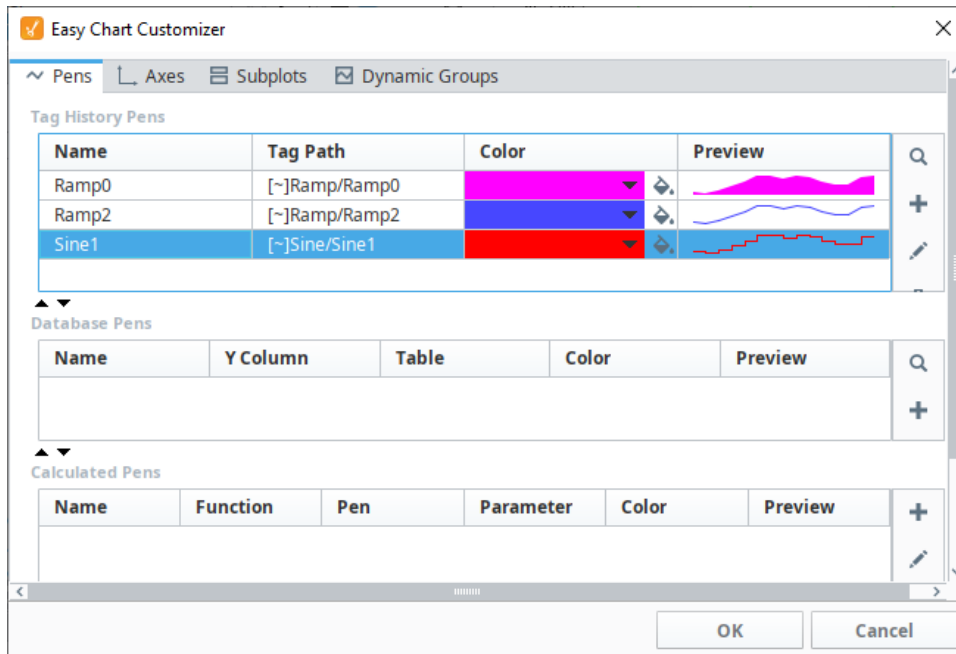 Easy Chart Customizer
Pens Axes Subplots Dynamic Groups
Tag History Pens
Name Tag Path Color Preview
Ramp0 [~]Ramp/Ramp0
Ramp2 [~]Ramp/Ramp2
Sine1 [~]Sine/Sine1
Database Pens
Name Y Column Table Color Preview
Calculated Pens
Name Function Pen Parameter Color Preview
OK Cancel